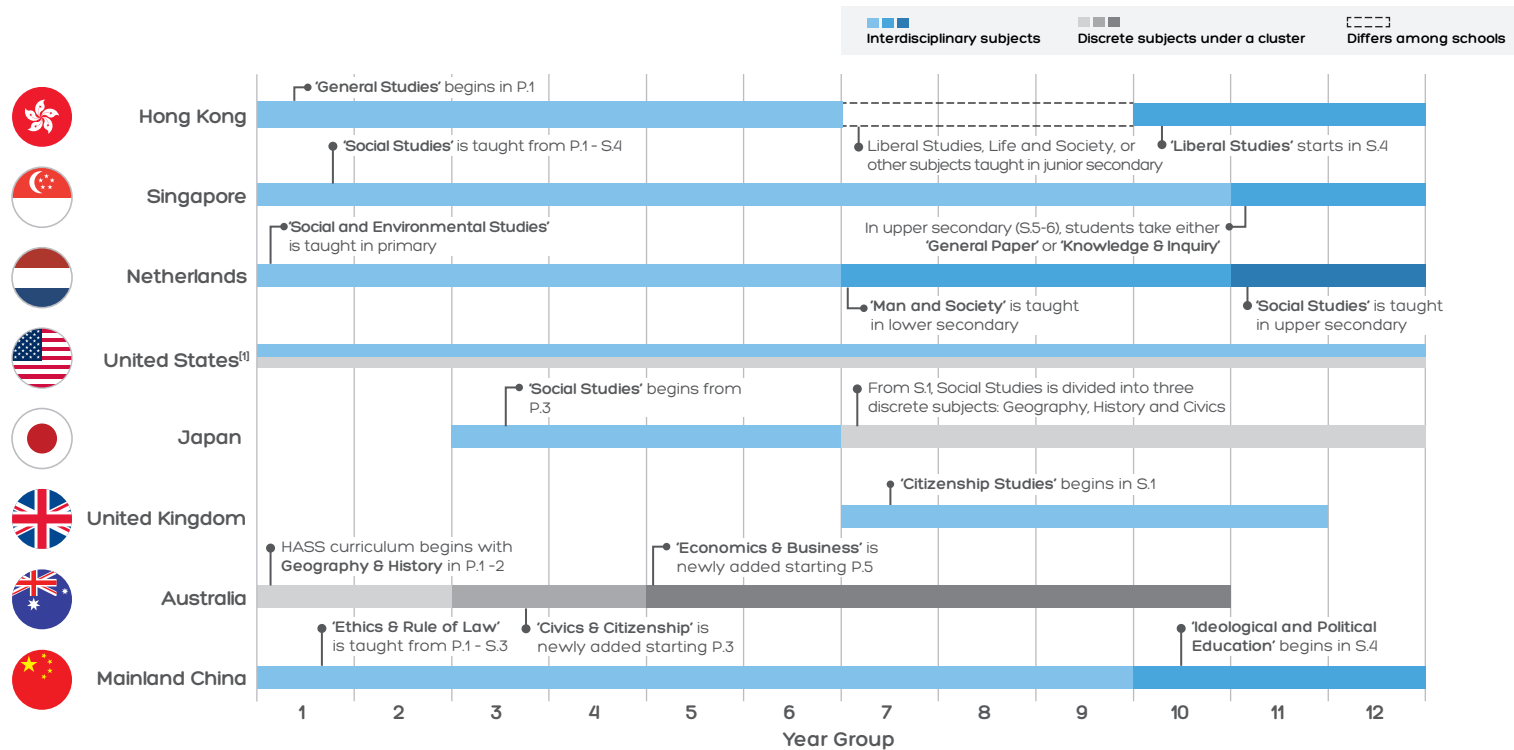 Interdisciplinary subjects
Discrete subjects under a cluster
Differs among schools
'General Studies' begins in P.1
Hong Kong
'Social Studies' is taught from P.1 - S.4
Liberal Studies, Life and Society, or
other subjects taught in junior secondary
'Liberal Studies' starts in S.4
Singapore
'Social and Environmental Studies'
is taught in primary
In upper secondary (S.5-6), students take either
'General Paper' or 'Knowledge & Inquiry'
Netherlands
'Man and Society' is taught
in lower secondary
'Social Studies' is taught
in upper secondary
United States[1]
'Social Studies' begins from
P.3
From S.1, Social Studies is divided into three
discrete subjects: Geography, History and Civics
Japan
'Citizenship Studies' begins in S.1
United Kingdom
HASS curriculum begins with
Geography & History in P.1 -2
'Economics & Business' is
newly added starting P.5
Australia
'Ethics & Rule of Law'
is taught from P.1 - S.3
'Civics & Citizenship' is
newly added starting P.3
'Ideological and Political
Education' begins in S.4
Mainland China
1 2 3 4 5 6 7 8 9 10 11 12
Year Group